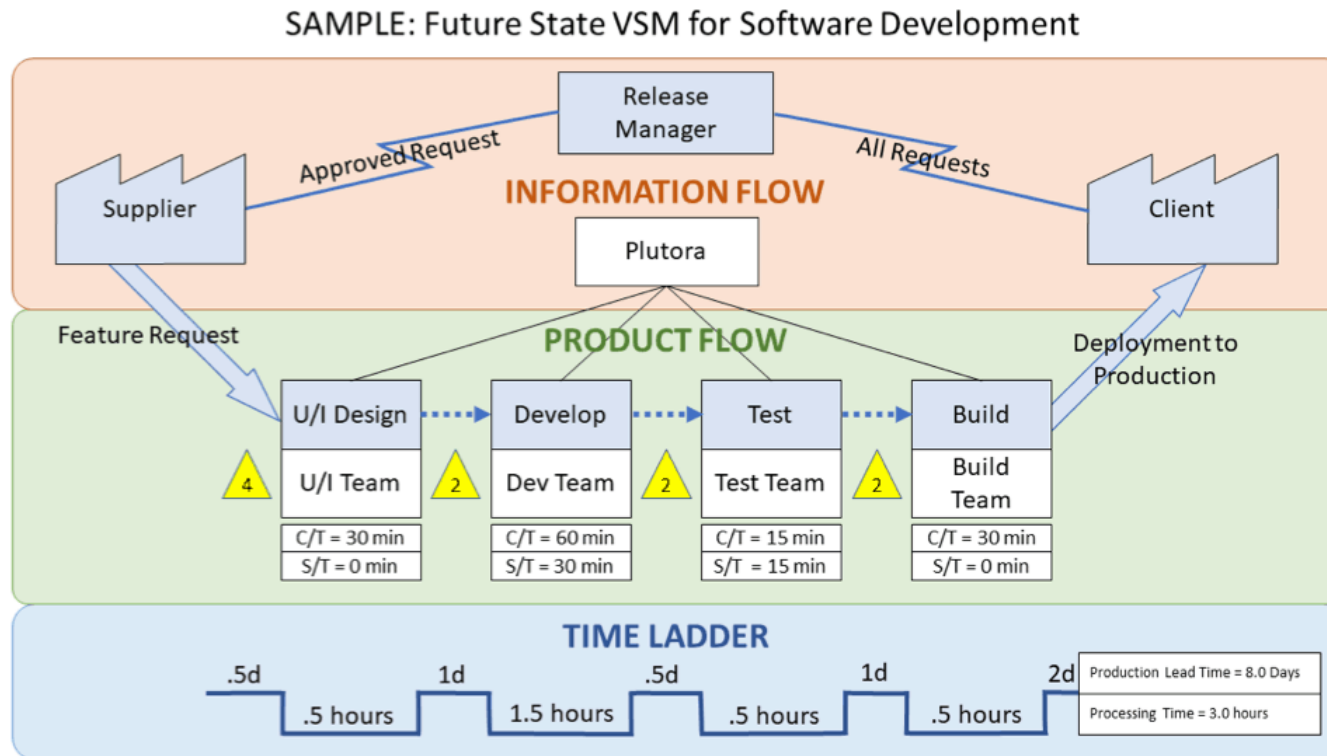 SAMPLE: Future State VSM for Software Development
Release
Manager
Approved Request
All Requests
Supplier
INFORMATION FLOW
Client
Plutora
Feature Request
PRODUCT FLOW
Deployment to
Production
U/I Design
Develop
Test
Build
4
U/I Team
2
Dev Team
2
Test Team
2
Build
Team
C/T = 30 min
S/T = 0 min
C/T = 60 min
S/T = 30 min
C/T = 15 min
S/T = 15 min
C/T = 30 min
S/T = 0 min
TIME LADDER
.5d
1d
.5d
1d
2d
.5 hours
1.5 hours
.5 hours
.5 hours
Production Lead Time = 8.0 Days
Processing Time = 3.0 hours